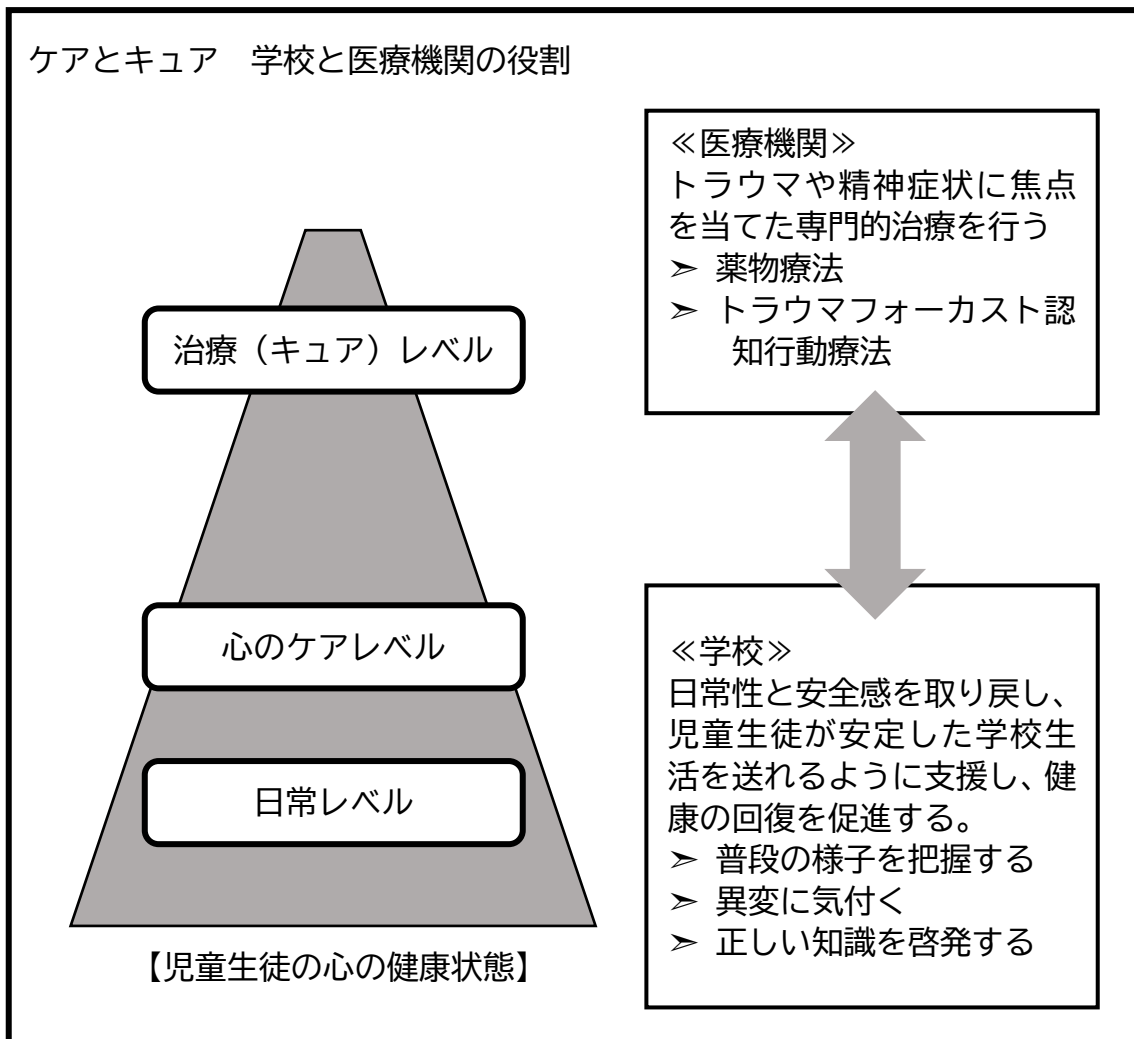 ケアとキュア　学校と医療機関の役割
治療（キュア）レベル
心のケアレベル
日常レベル
【児童生徒の心の健康状態】
≪医療機関≫
トラウマや精神症状に焦点
を当てた専門的治療を行う
➢ 薬物療法
➢ トラウマフォーカスト認
知行動療法
≪学校≫
日常性と安全感を取り戻し、
児童生徒が安定した学校生
活を送れるように支援し、健
康の回復を促進する。
➢ 普段の様子を把握する
➢ 異変に気付く
➢ 正しい知識を啓発する